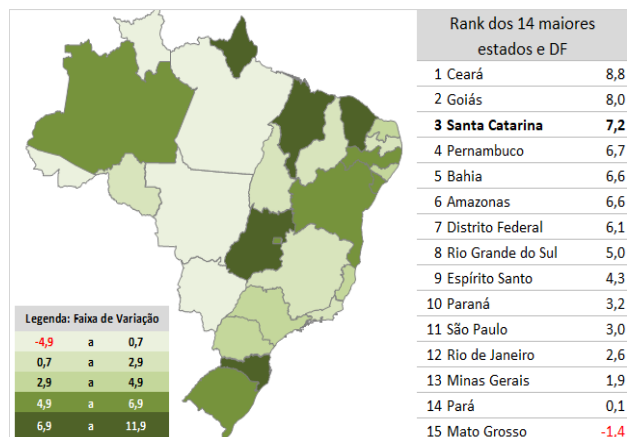 Rank dos 14 maiores
estados e DF
1 Ceará 8,8
2 Goiás 8,0
3 Santa Catarina 7,2
4 Pernambuco 6,7
5 Bahia 6,6
6 Amazonas 6,6
7 Distrito Federal 6,1
8 Rio Grande do Sul 5,0
9 Espírito Santo 4,3
10 Paraná 3,2
11 São Paulo 3,0
12 Rio de Janeiro 2,6
13 Minas Gerais 1,9
14 Pará 0,1
15 Mato Grosso -1,4
Legenda: Faixa de Variação
-4,9 a 0,7
0,7 a 2,9
2,9 a 4,9
4,9 a 6,9
6,9 a 11,9